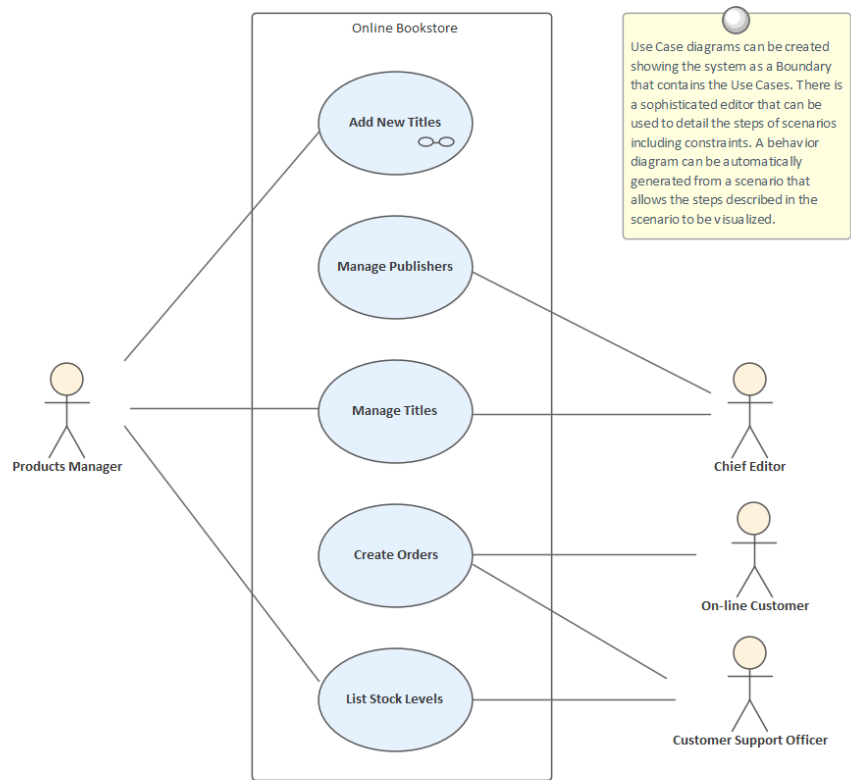 Online Bookstore
Use Case diagrams can be created
showing the system as a Boundary
that contains the Use Cases. There is
a sophisticated editor that can be
used to detail the steps of scenarios
including constraints. A behavior
diagram can be automatically
generated from a scenario that
allows the steps described in the
scenario to be visualized.
Add New Titles
Manage Publishers
Manage Titles
Products Manager
Chief Editor
Create Orders
On-line Customer
List Stock Levels
Customer Support Officer